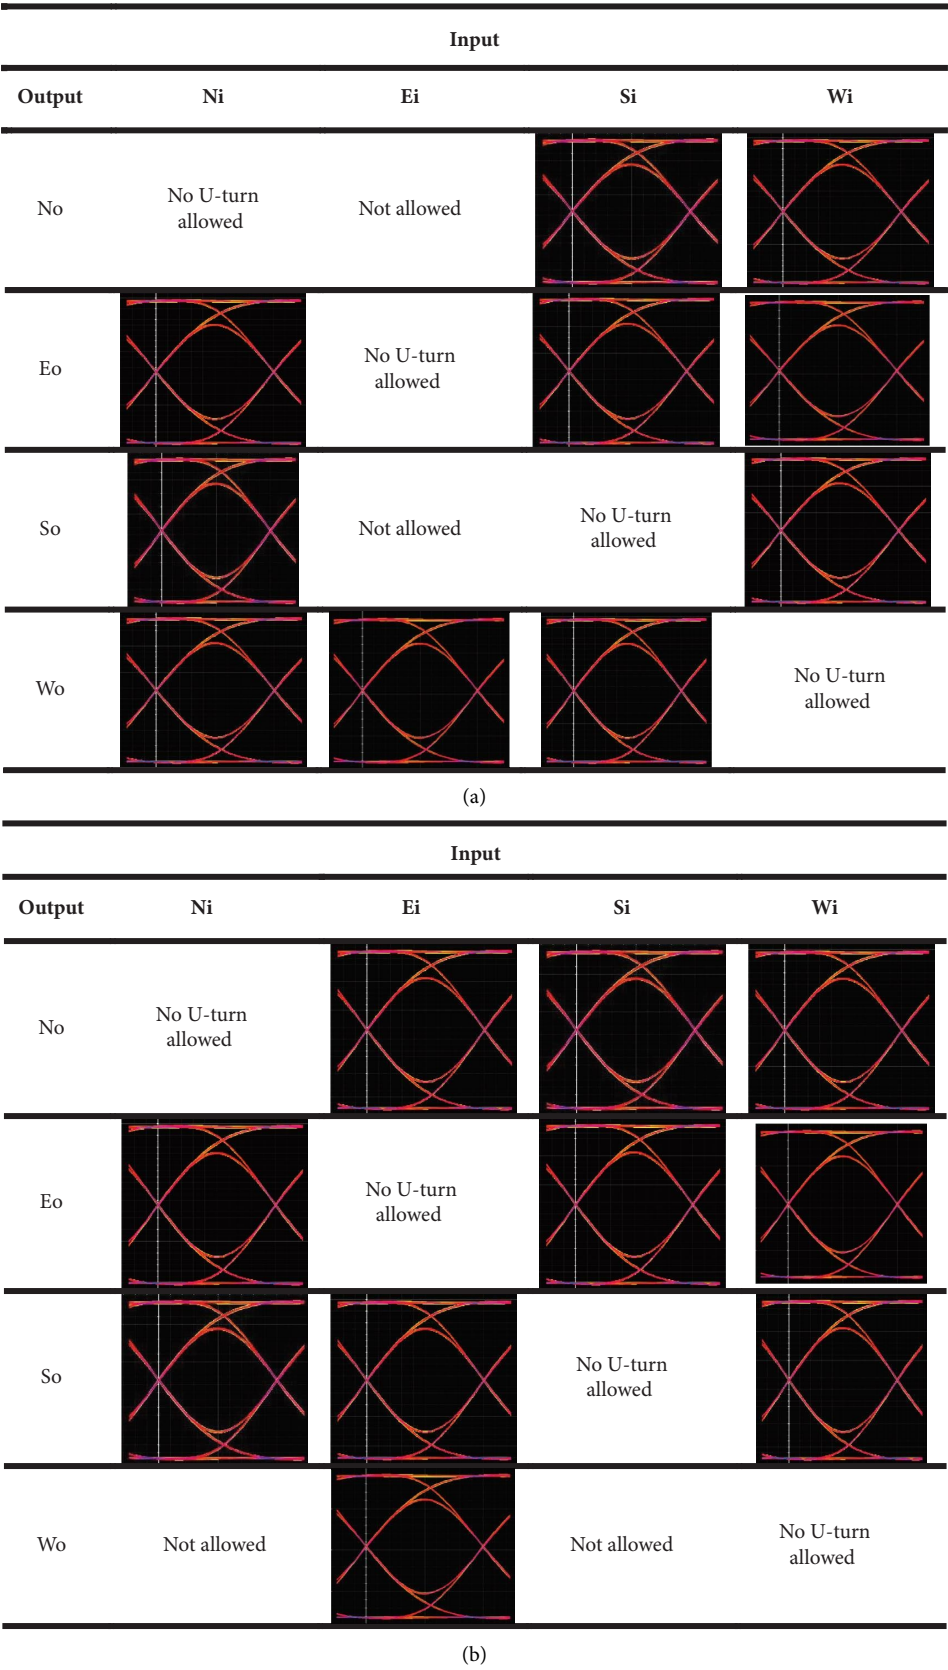 Input
Output Ni Ei Si Wi
No
No U-turn
allowed
Not allowed
Eo
No U-turn
allowed
So
Not allowed
No U-turn
allowed
Wo
No U-turn
allowed
(a)
Input
Output Ni Ei Si Wi
No
No U-turn
allowed
Eo
No U-turn
allowed
So
No U-turn
allowed
Wo
Not allowed
Not allowed
No U-turn
allowed
(b)